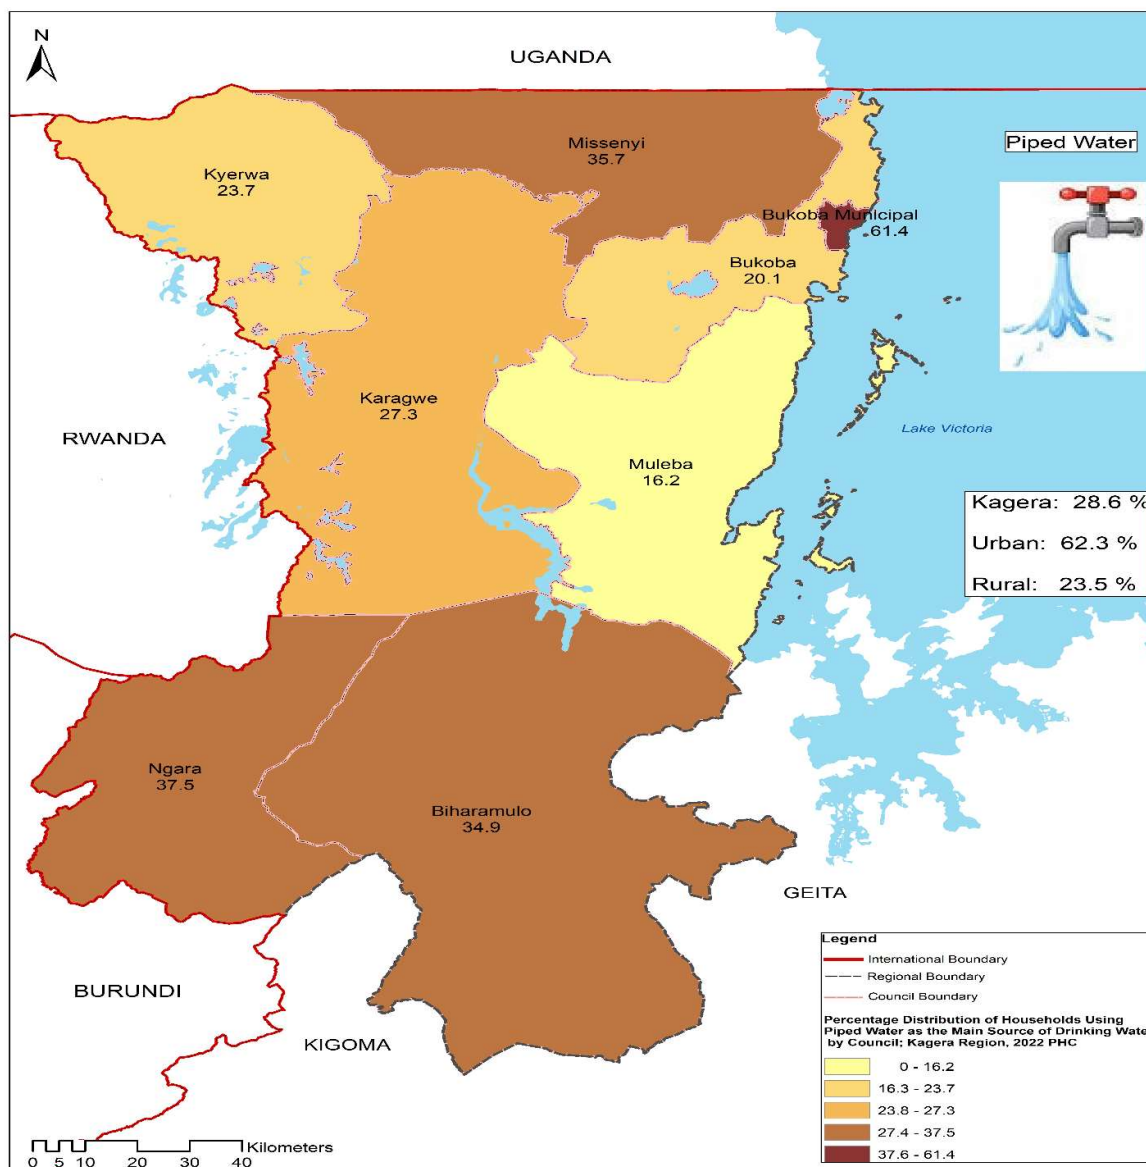 N
UGANDA
Piped Water
Missenyi
35.7
Kyerwa
23.7
Bukoba Municipal
61.4
Bukoba
20.1
Karagwe
27.3
Lake Victoria
RWANDA
Muleba
16.2
Kagera: 28.6 %
Urban: 62.3 %
Rural: 23.5 %
Ngara
37.5
Biharamulo
34.9
GEITA
BURUNDI
KIGOMA
Legend
International Boundary
Regional Boundary
Council Boundary
Percentage Distribution of Households Using
Piped Water as the Main Source of Drinking Wate
by Council; Kagera Region, 2022 PHC
0 - 16.2
16.3 - 23.7
23.8 - 27.3
27.4 - 37.5
37.6 - 61.4
Kilometers
0 5 10 20 30 40